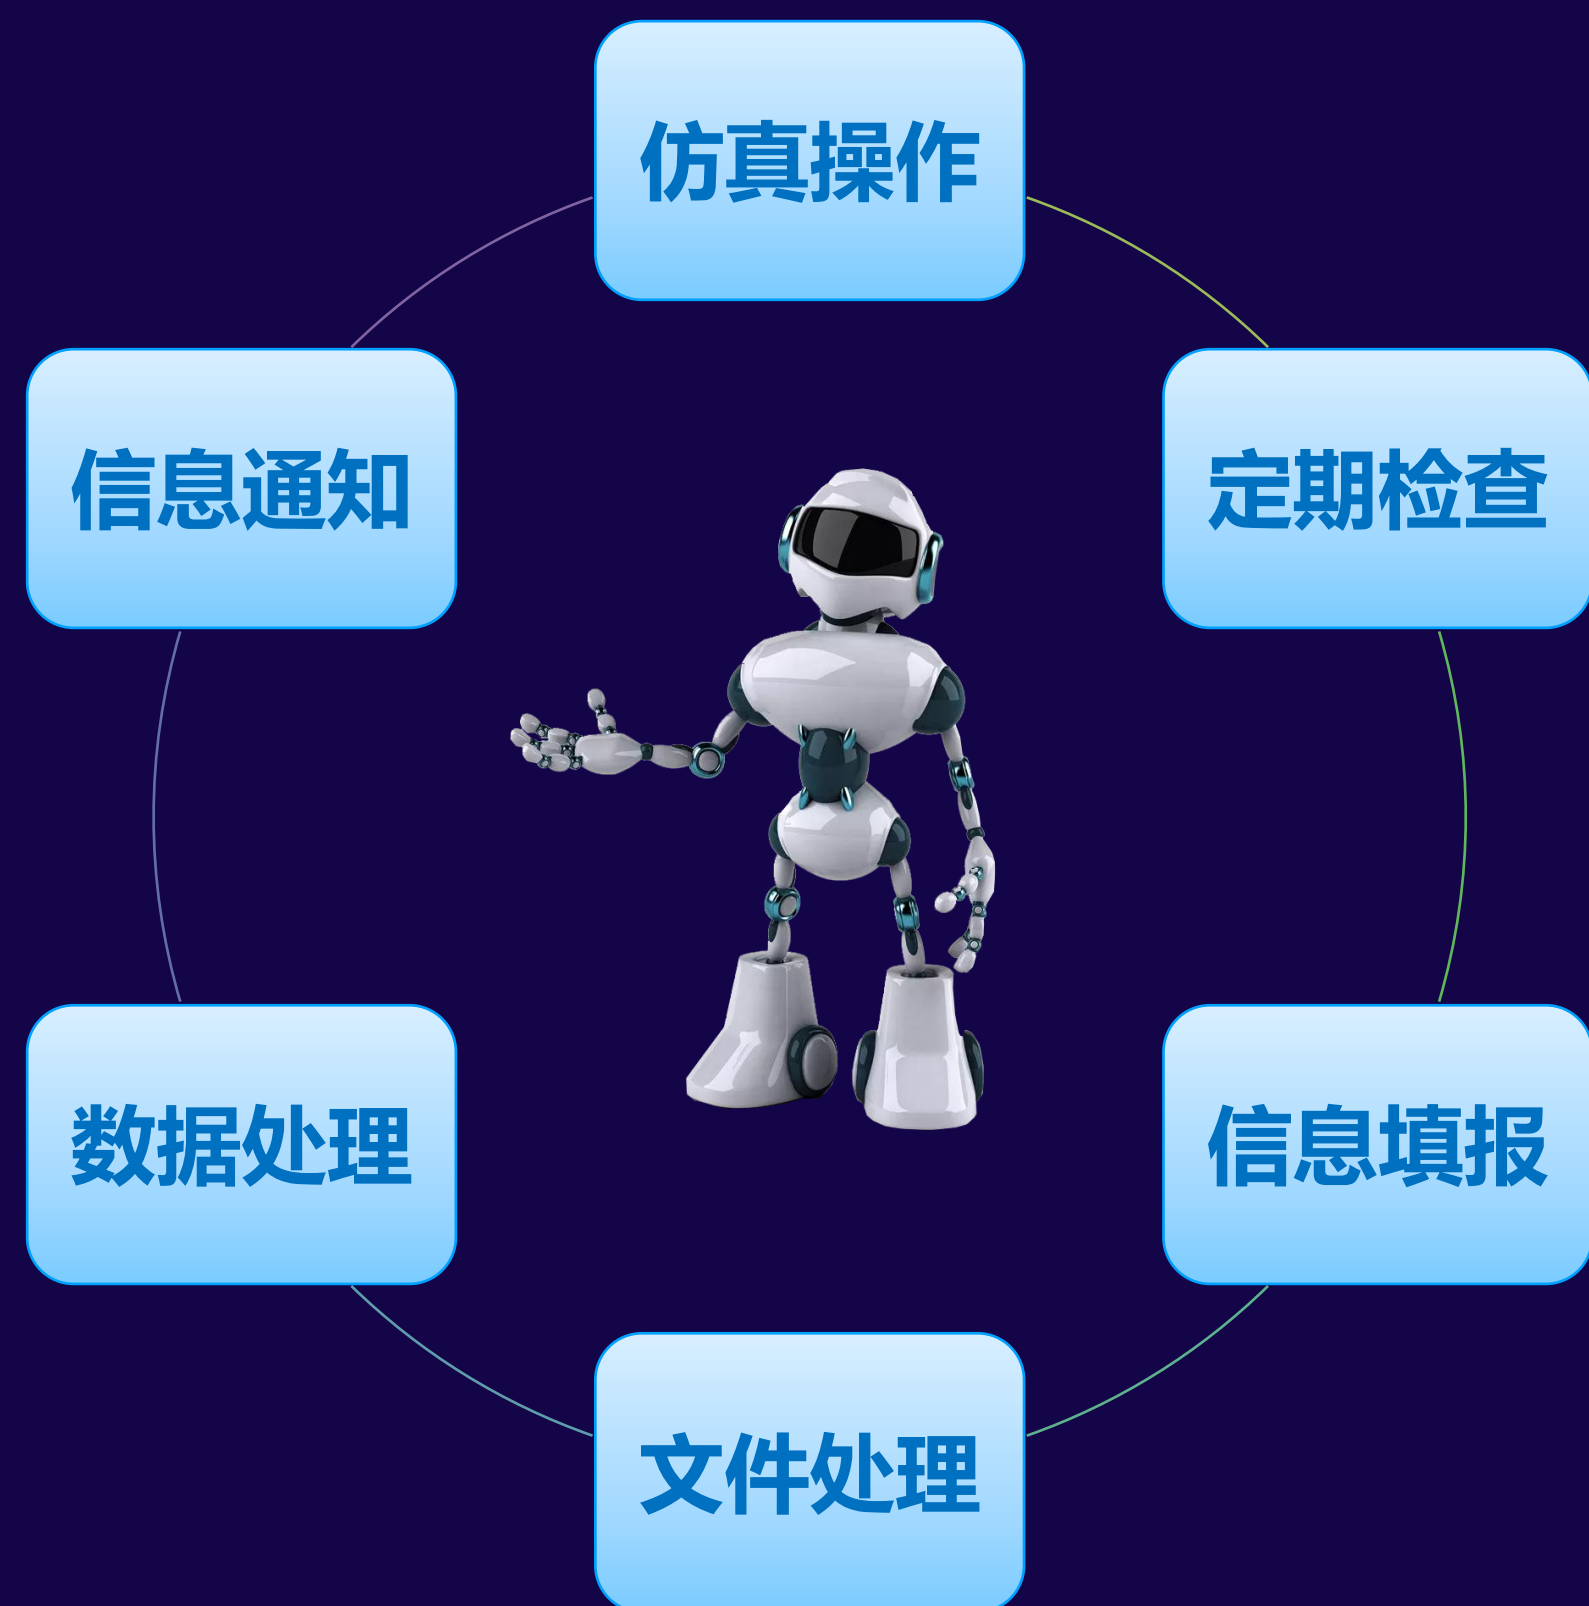 仿真操作
信息通知
定期检查
数据处理
信息填报
文件处理